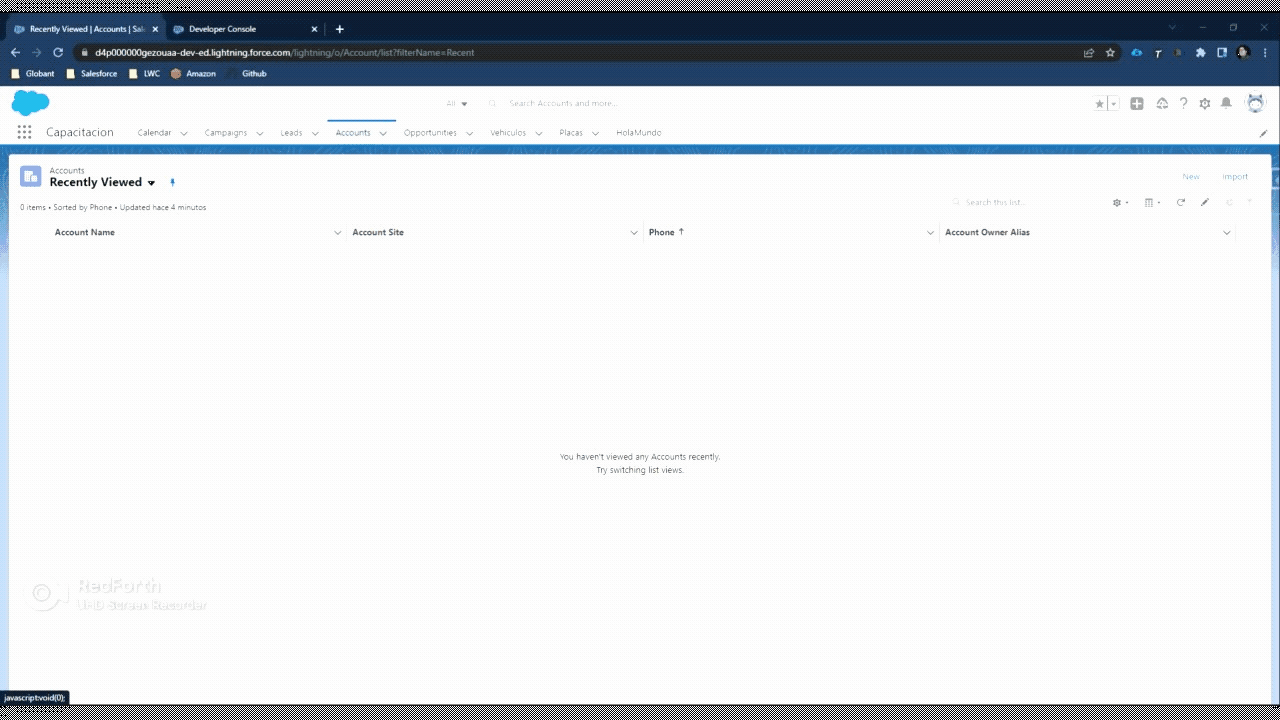 Recently Viewed | Accounts | Sal
Developer Console
d4p000000gezouaa-dev-ed.lightning.force.com/lightning/o/Account/list?filterName=Recent
Globant Salesforce LWC Amazon Github
All Search Accounts and more...
Capacitacion Calendar Campaigns Leads Accounts Opportunities Vehiculos Placas HolaMundo
Accounts
Recently Viewed
New Import
0 items • Sorted by Phone • Updated hace 4 minutos
Search this list...
Account Name Account Site Phone ↑ Account Owner Alias
You haven't viewed any Accounts recently.
Try switching list views.
RedForth
UHD Screen Recorder
javascript:void(0);